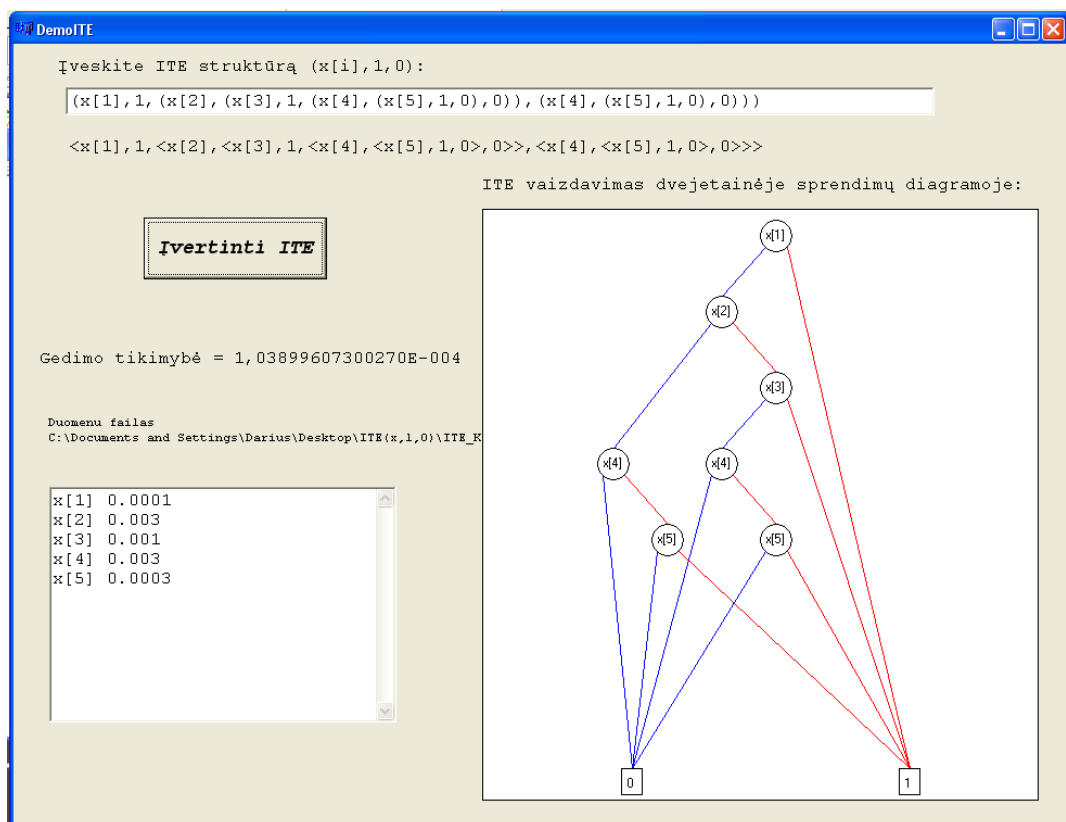 DemoITE
Įveskite ITE struktūrą (x[i],1,0):
(x[1],1,(x[2],(x[3],1,(x[4],(x[5],1,0),0)),(x[4],(x[5],1,0),0)))
<x[1],1,<x[2],<x[3],1,<x[4],<x[5],1,0>,0>>,<x[4],<x[5],1,0>,0>>>
ITE vaizdavimas dvejetainėje sprendimų diagramoje:
Įvertinti ITE
Gedimo tikimybė = 1,03899607300270E-004
Duomenu failas
C:\Documents and Settings\Darius\Desktop\ITE(x,1,0)\ITE_K
x[1] 0.0001
x[2] 0.003
x[3] 0.001
x[4] 0.003
x[5] 0.0003
x[1]
x[2]
x[3]
x[4]
x[4]
x[5]
x[5]
0
1